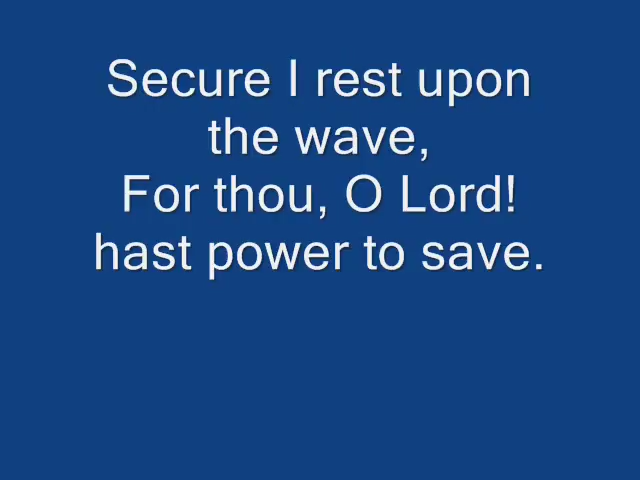 Secure I rest upon
the wave,
For thou, O Lord!
hast power to save.